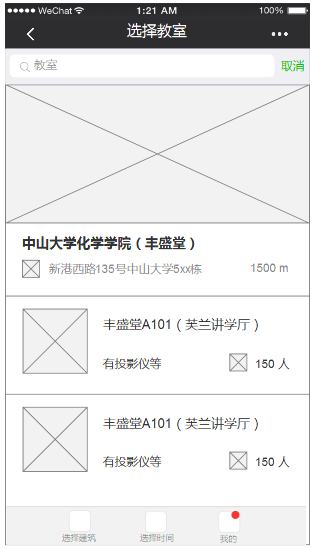 WeChat 1:21 AM 100%
选择教室
教室 取消
中山大学化学学院（丰盛堂）
新港西路135号中山大学5xx栋 1500 m
丰盛堂A101（芙兰讲学厅）
有投影仪等 150 人
丰盛堂A101（芙兰讲学厅）
有投影仪等 150 人
选择建筑 选择时间 我的